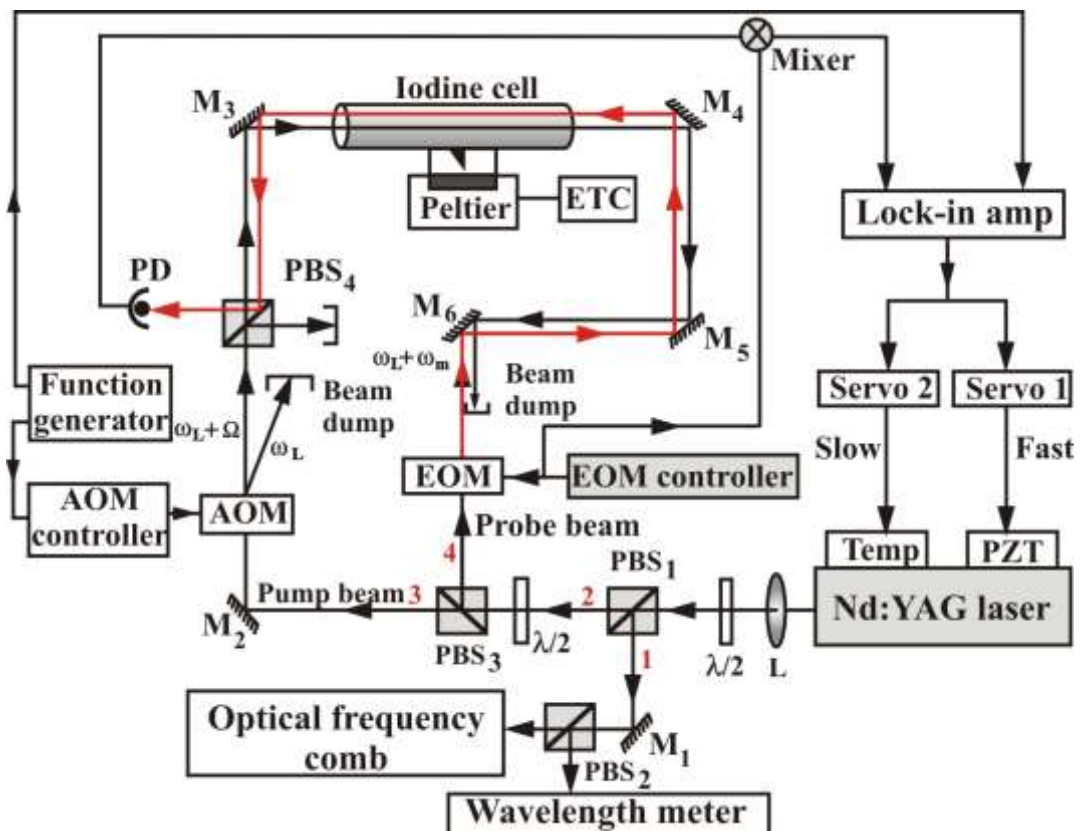 Mixer
Iodine cell
M3
M4
Peltier
ETC
Lock-in amp
PD
PBS4
M6
M5
ωL+ωm
Beam
dump
Function
generator
Beam
dump
ωL+Ω
ωL
Servo 2
Servo 1
Slow
Fast
EOM
EOM controller
AOM
controller
AOM
Probe beam
4
Temp
PZT
PBS1
Pump beam
3
2
Nd:YAG laser
M2
PBS3
λ/2
1
λ/2
L
Optical frequency
comb
M1
PBS2
Wavelength meter